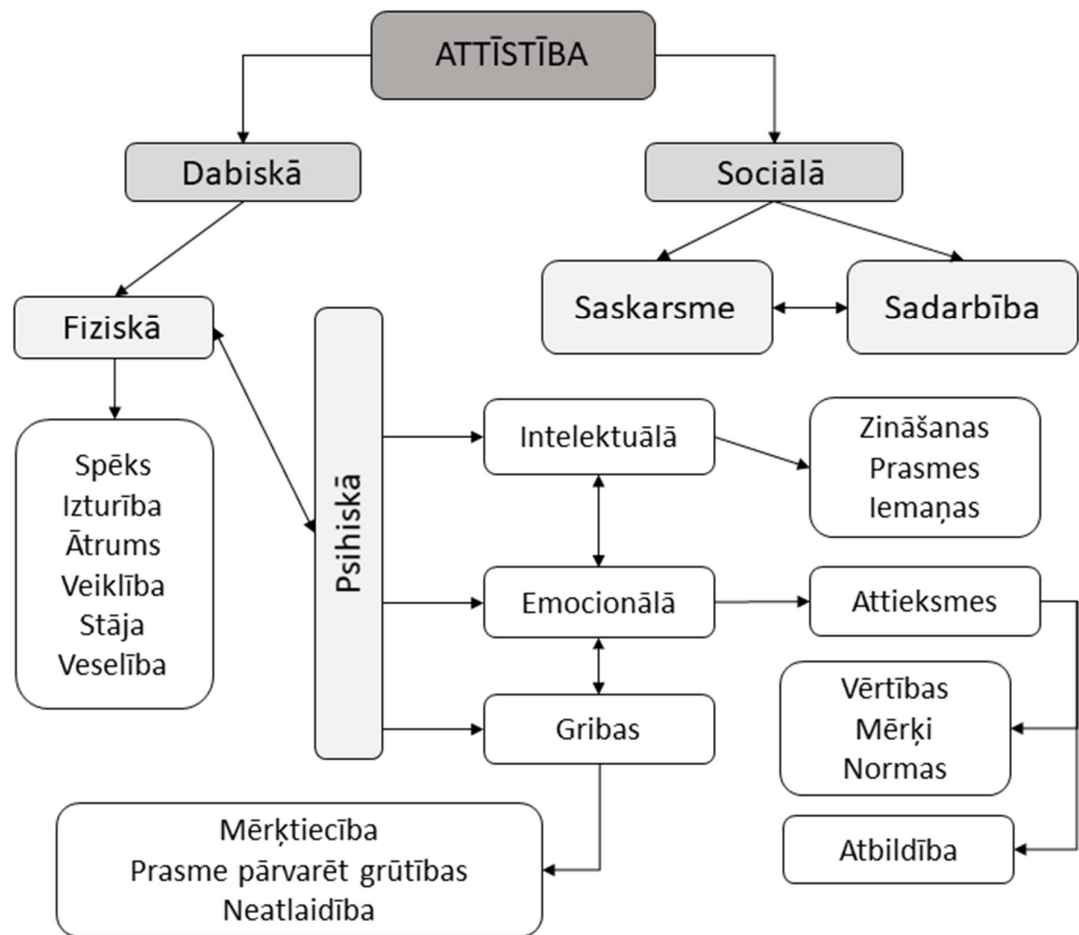 ATTĪSTĪBA
Dabiskā
Sociālā
Saskarsme
Sadarbība
Fiziskā
Spēks
Izturība
Ātrums
Veiklība
Stāja
Veselība
Psihiskā
Intelektuālā
Zināšanas
Prasmes
Iemaņas
Emocionālā
Attieksmes
Vērtības
Mērķi
Normas
Gribas
Mērķtiecība
Prasme pārvarēt grūtības
Neatlaidība
Atbildība